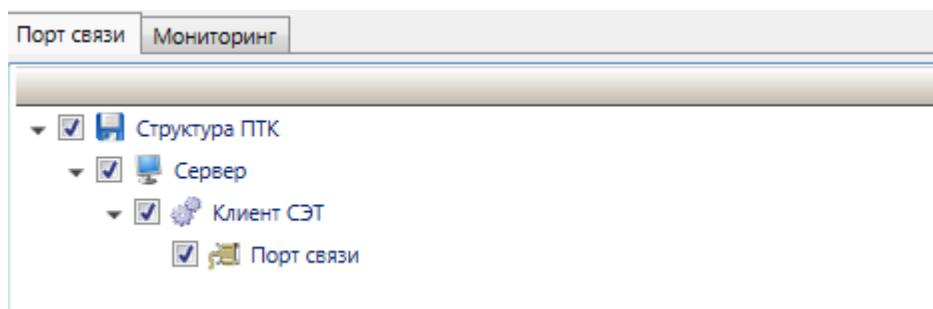 Порт связи Мониторинг
Структура ПТК
Сервер
Клиент СЭТ
Порт связи